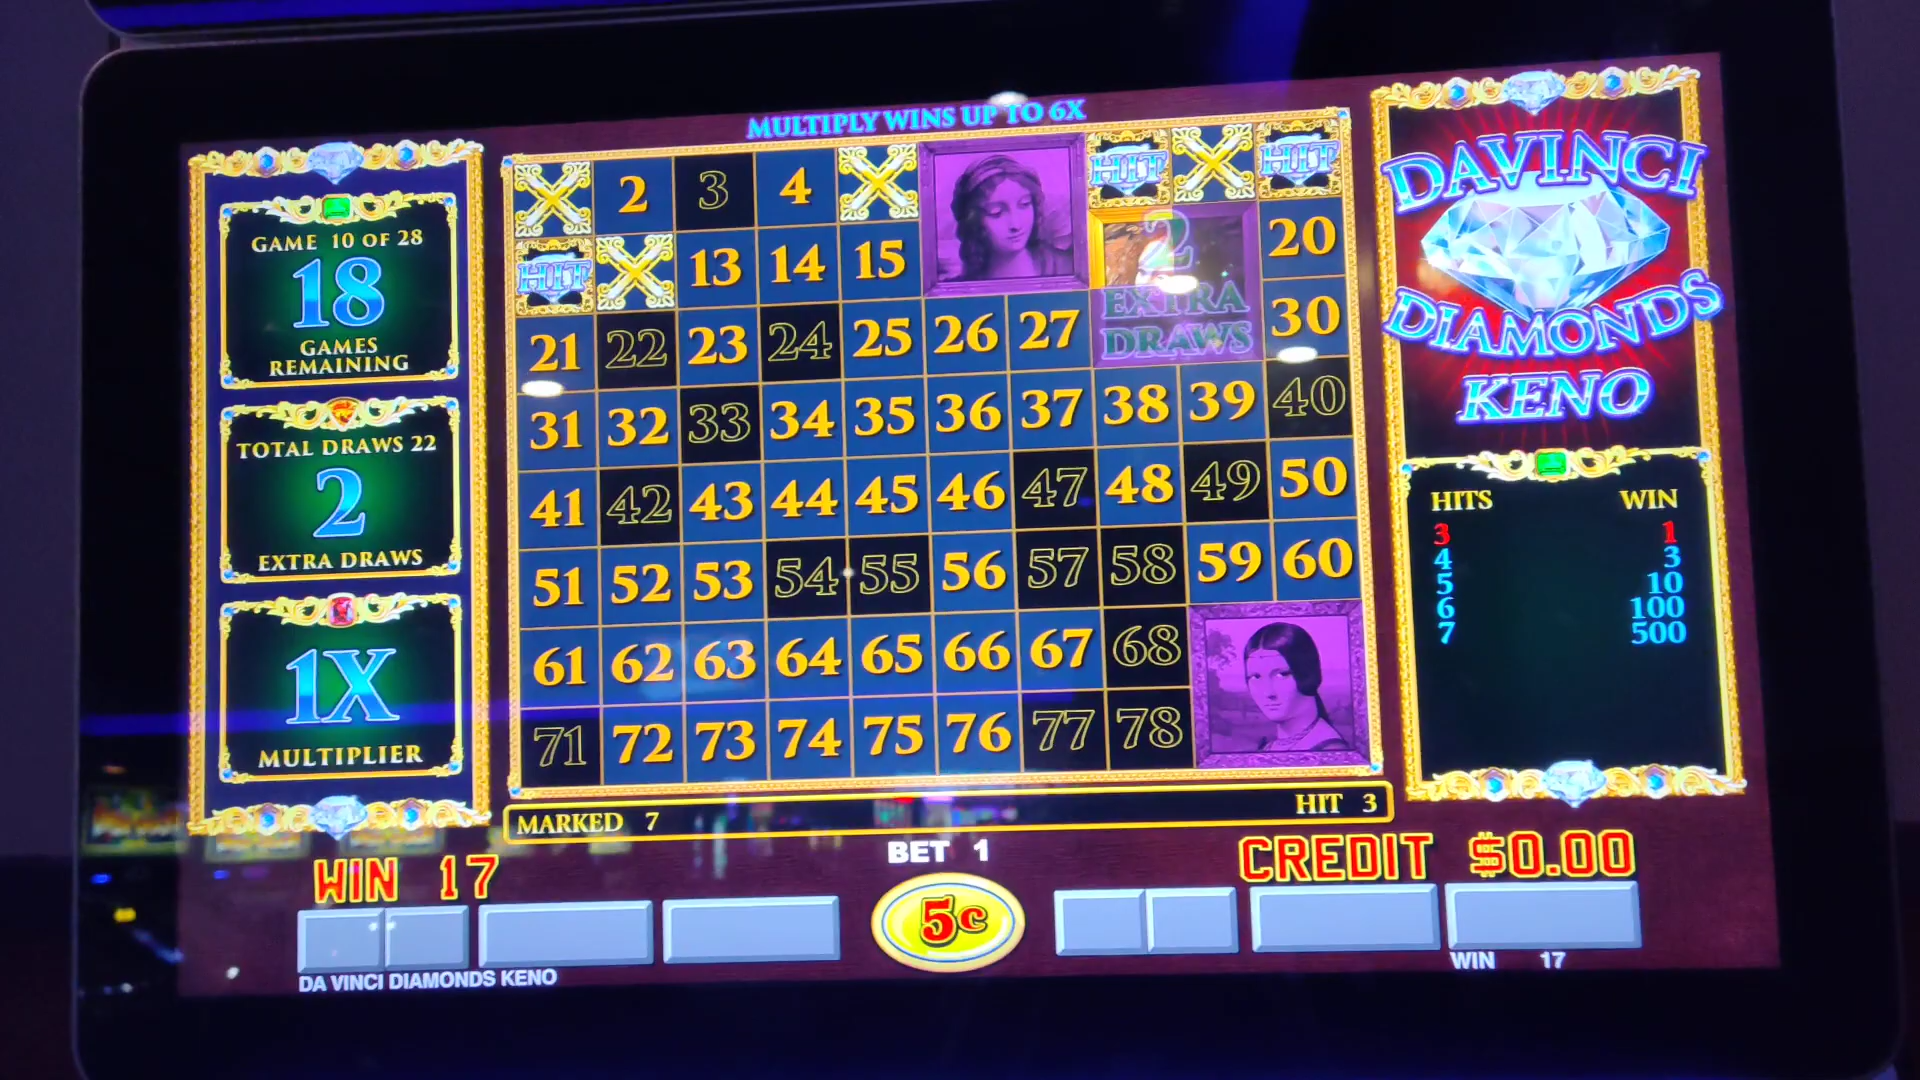 MULTIPLY WINS UP TO 6X
GAME 10 OF 28
18
GAMES
REMAINING
TOTAL DRAWS 22
2
EXTRA DRAWS
1X
MULTIPLIER
2 3 4 HIT HIT
HIT 13 14 15 20
2
EXTRA
DRAWS
21 22 23 24 25 26 27 30
31 32 33 34 35 36 37 38 39 40
41 42 43 44 45 46 47 48 49 50
51 52 53 54 55 56 57 58 59 60
61 62 63 64 65 66 67 68
71 72 73 74 75 76 77 78
MARKED 7 HIT 3
DAVINCI
DIAMONDS
KENO
HITS WIN
3 1
4 3
5 10
6 100
7 500
WIN 17
BET 1
CREDIT $0.00
5¢
DA VINCI DIAMONDS KENO
WIN 17